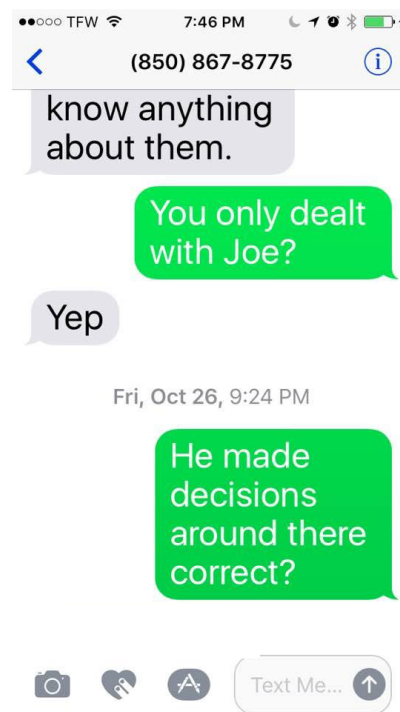 TFW 7:46 PM
(850) 867-8775
know anything
about them.
You only dealt
with Joe?
Yep
Fri, Oct 26, 9:24 PM
He made
decisions
around there
correct?
Text Me...